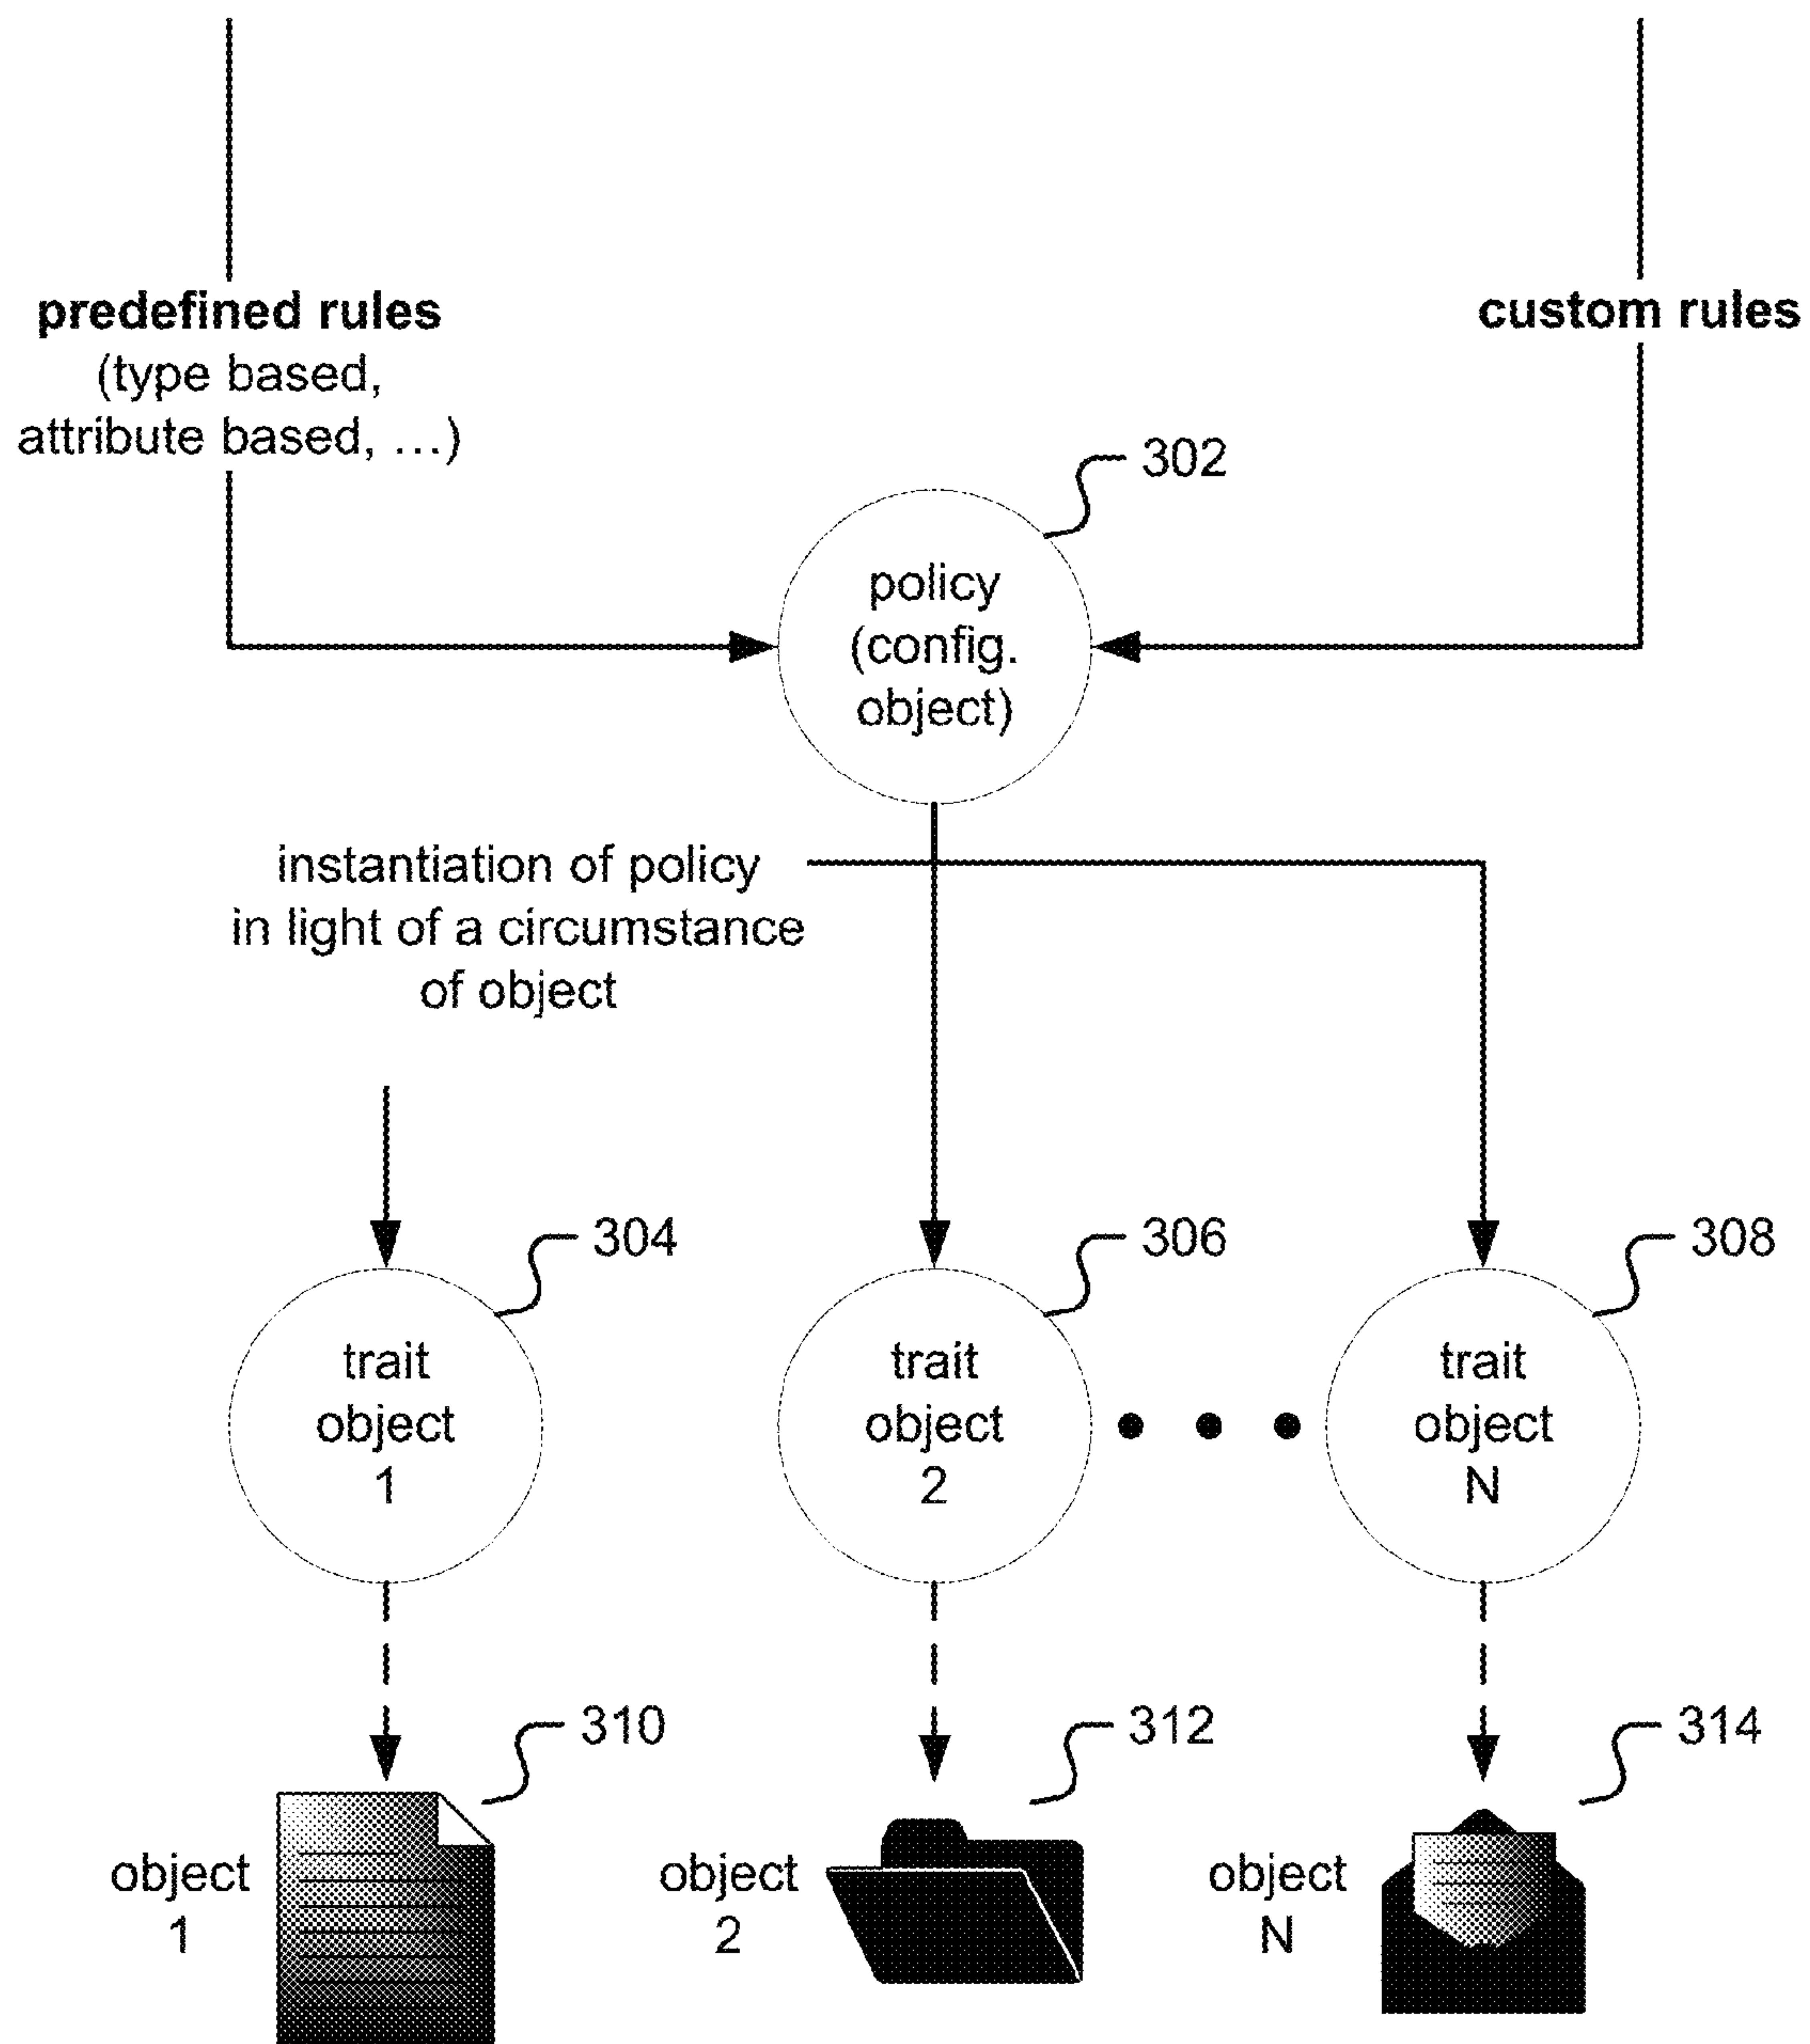 predefined rules
(type based,
attribute based, ...)
custom rules
302
policy
(config.
object)
instantiation of policy
in light of a circumstance
of object
304
306
308
trait
object
1
trait
object
2
trait
object
N
310
312
314
object
1
object
2
object
N